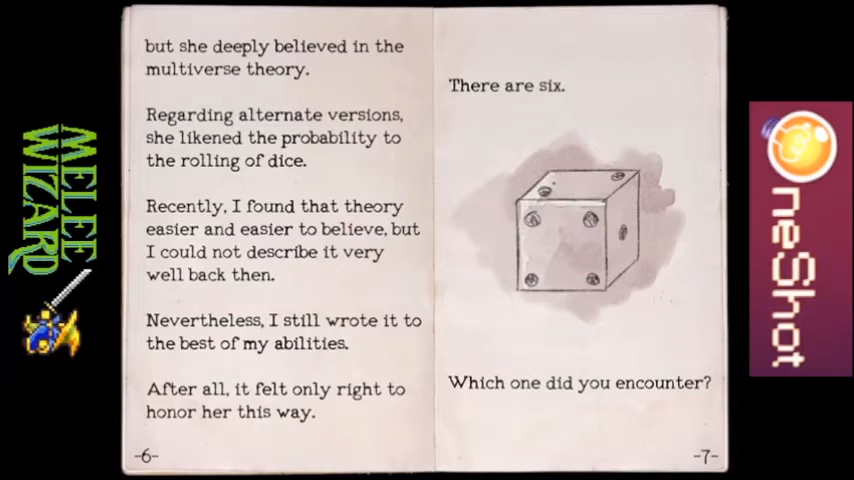 but she deeply believed in the
multiverse theory.
Regarding alternate versions,
she likened the probability to
the rolling of dice.
Recently, I found that theory
easier and easier to believe, but
I could not describe it very
well back then.
Nevertheless, I still wrote it to
the best of my abilities.
After all, it felt only right to
honor her this way.
-6-
There are six.
Which one did you encounter?
-7-
MELEE
WIZARD
OneShot